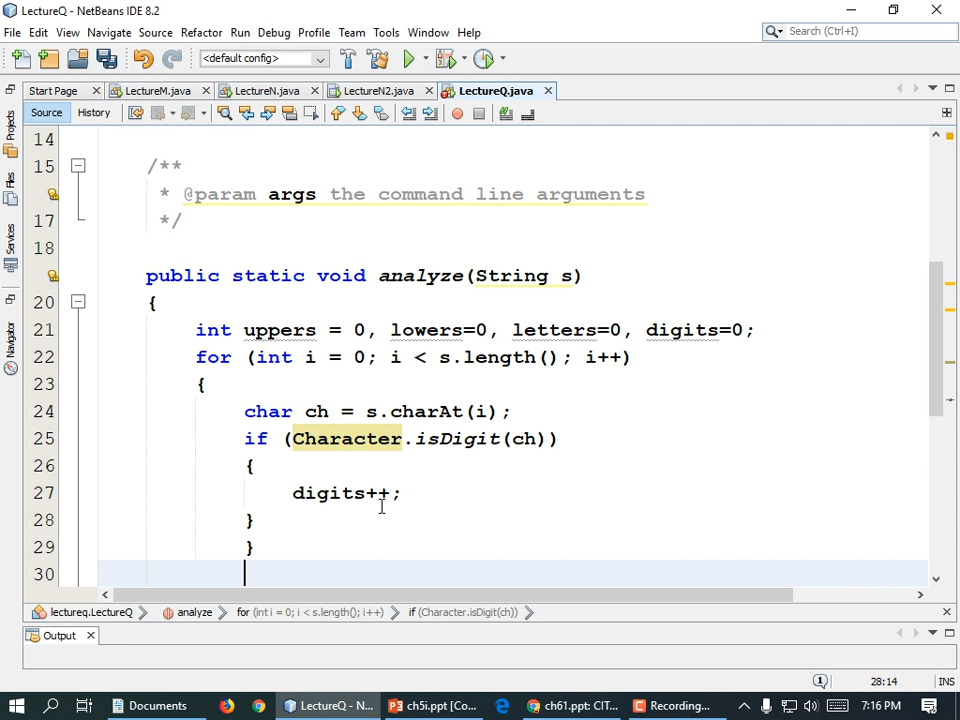 LectureQ - NetBeans IDE 8.2
File Edit View Navigate Source Refactor Run Debug Profile Team Tools Window Help
Search (Ctrl+I)
<default config>
Start Page LectureM.java LectureN.java LectureN2.java LectureQ.java
Source History
Projects
Files
Services
Navigator
14
15 /**
* @param args the command line arguments
17 */
18
public static void analyze(String s)
20 {
21 int uppers = 0, lowers=0, letters=0, digits=0;
22 for (int i = 0; i < s.length(); i++)
23 {
24 char ch = s.charAt(i);
25 if (Character.isDigit(ch))
26 {
27 digits++;
28 }
29 }
30
lectureq.LectureQ analyze for (int i = 0; i < s.length(); i++) if (Character.isDigit(ch))
Output
1 28:14 INS
Documents LectureQ - N... ch5i.ppt [Co... ch61.ppt: CIT... Recording... 7:16 PM